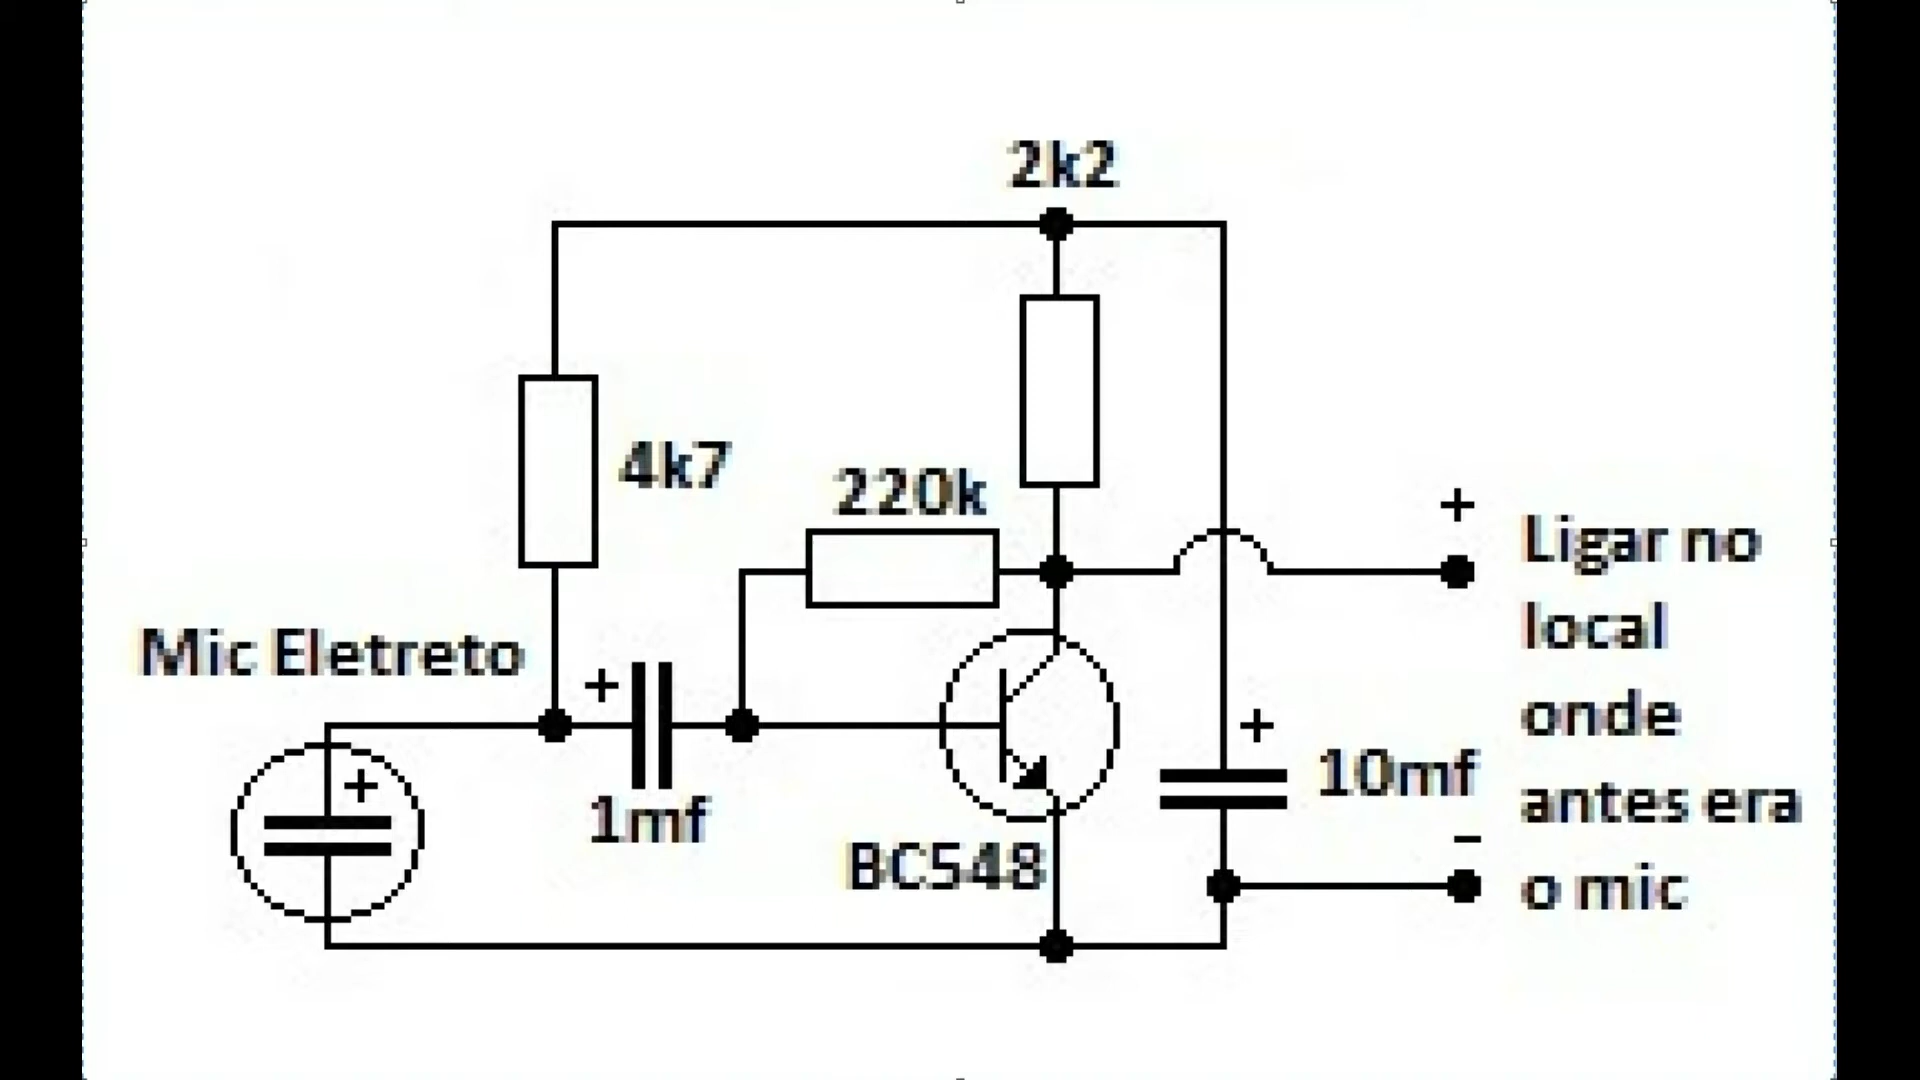 2k2
4k7
220k
+
Ligar no
local
onde
antes era
o mic
Mic Eletreto
+
+
1mf
BC548
+
10mf
-